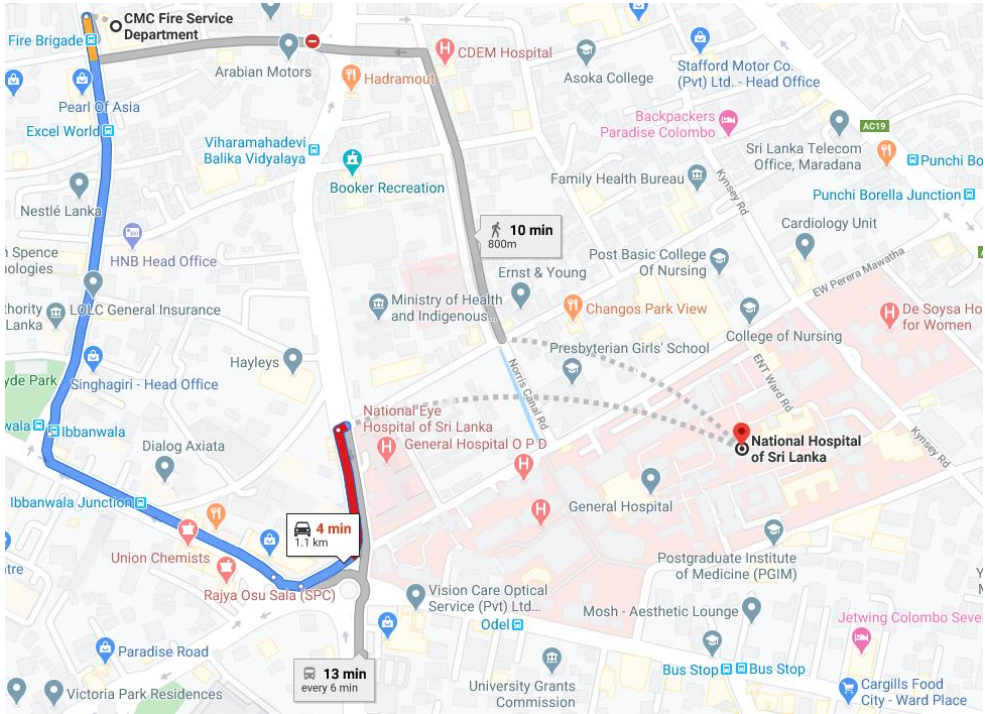 CMC Fire Service
Department
Fire Brigade
Arabian Motors
CDEM Hospital
Asoka College
Stafford Motor Co.
(Pvt) Ltd. - Head Office
Pearl Of Asia
Hadramout
Excel World
Viharamahadevi
Balika Vidyalaya
Backpackers
Paradise Colombo
AC19
Sri Lanka Telecom
Office, Maradana
Punchi Bo
Booker Recreation
Family Health Bureau
Kynsey Rd
Punchi Borella Junction
Nestlé Lanka
10 min
800m
Cardiology Unit
HNB Head Office
n Spence
ologies
Post Basic College
Of Nursing
Ernst & Young
EW Perera Mawatha
thority
Lanka
LOLC General Insurance
Ministry of Health
and Indigenous...
Changos Park View
De Soysa Ho
for Women
College of Nursing
Hayleys
Presbyterian Girls' School
yde Park
Singhagiri - Head Office
Norris Canal Rd
ENT Ward Rd
National Eye
Hospital of Sri Lanka
wala
Ibbanwala
General Hospital O P D
National Hospital
of Sri Lanka
Kynsey Rd
Dialog Axiata
Ibbanwala Junction
General Hospital
4 min
1.1 km
Union Chemists
Postgraduate Institute
of Medicine (PGIM)
ntre
Rajya Osu Sala (SPC)
Vision Care Optical
Service (Pvt) Ltd...
Mosh - Aesthetic Lounge
Odel
Jetwing Colombo Seve
Paradise Road
13 min
every 6 min
Bus Stop
Bus Stop
Victoria Park Residences
University Grants
Commission
Cargills Food
City - Ward Place